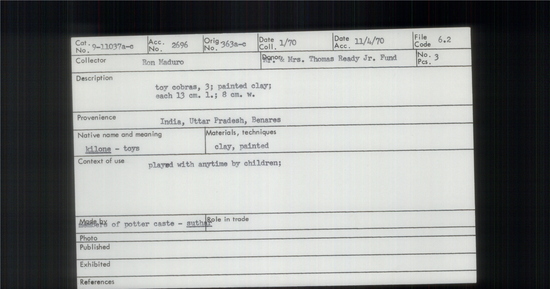 Cat. No. 9-11037a-c Acc. No. 2696 Orig No. 363a-c Date Coll. 1/70 Date Acc. 11/4/70 File Code 6.2
Collector Ron Maduro Mr. & Mrs. Thomas Ready Jr. Fund No. Pcs. 3
Description toy cobras, 3; painted clay;
each 13 cm. l.; 8 cm. w.
Provenience India, Uttar Pradesh, Benares
Native name and meaning Materials, techniques
kilone - toys clay, painted
Context of use played with anytime by children;
Made by Role in trade
members of potter caste -
Photo
Published
Exhibited
References